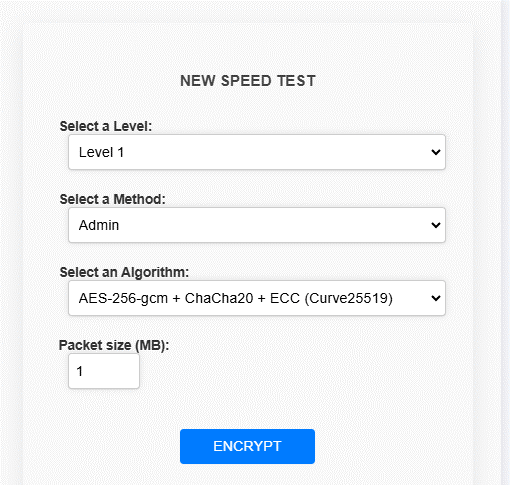 NEW SPEED TEST
Select a Level:
Level 1
Select a Method:
Admin
Select an Algorithm:
AES-256-gcm + ChaCha20 + ECC (Curve25519)
Packet size (MB):
1
ENCRYPT